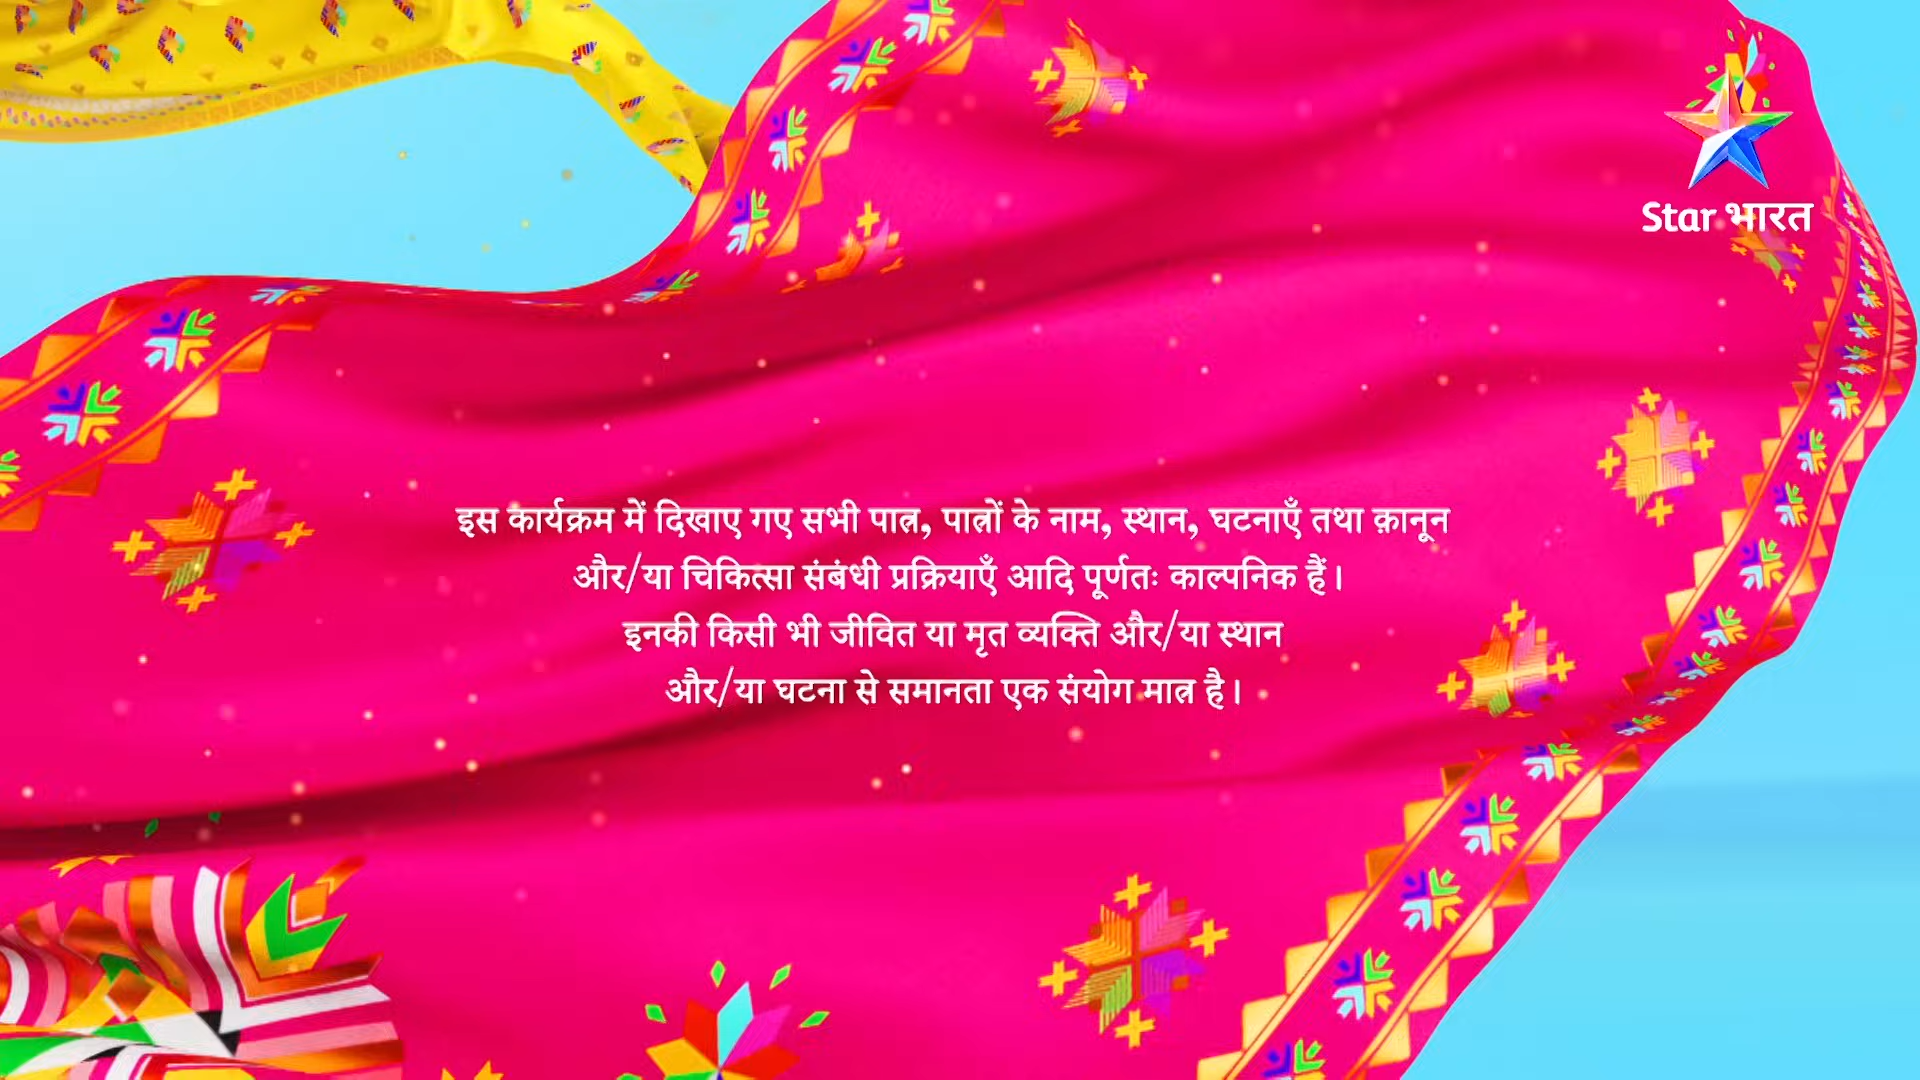 Star भारत
इस कार्यक्रम में दिखाए गए सभी पात्र, पात्रों के नाम, स्थान, घटनाएँ तथा क़ानून
और/या चिकित्सा संबंधी प्रक्रियाएँ आदि पूर्णतः काल्पनिक हैं।
इनकी किसी भी जीवित या मृत व्यक्ति और/या स्थान
और/या घटना से समानता एक संयोग मात्र है।